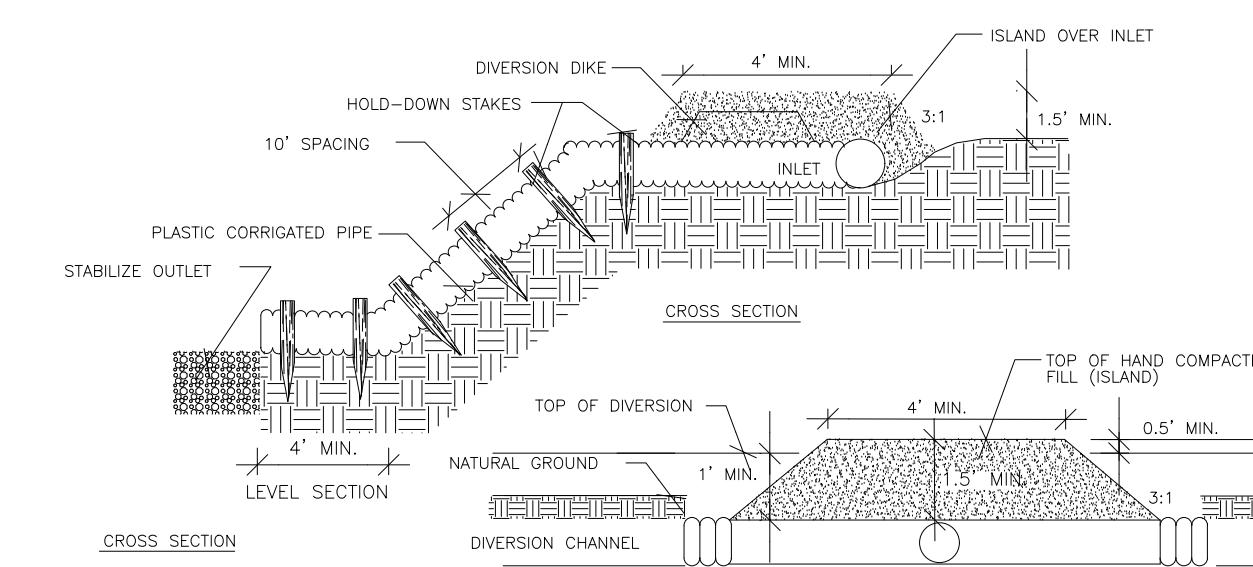 ISLAND OVER INLET
4' MIN.
DIVERSION DIKE
HOLD-DOWN STAKES
3:1
1.5' MIN.
10' SPACING
INLET
PLASTIC CORRIGATED PIPE
STABILIZE OUTLET
CROSS SECTION
TOP OF HAND COMPACTE
FILL (ISLAND)
4' MIN.
TOP OF DIVERSION
0.5' MIN.
4' MIN.
NATURAL GROUND
1' MIN.
1.5' MIN.
LEVEL SECTION
3:1
CROSS SECTION
DIVERSION CHANNEL